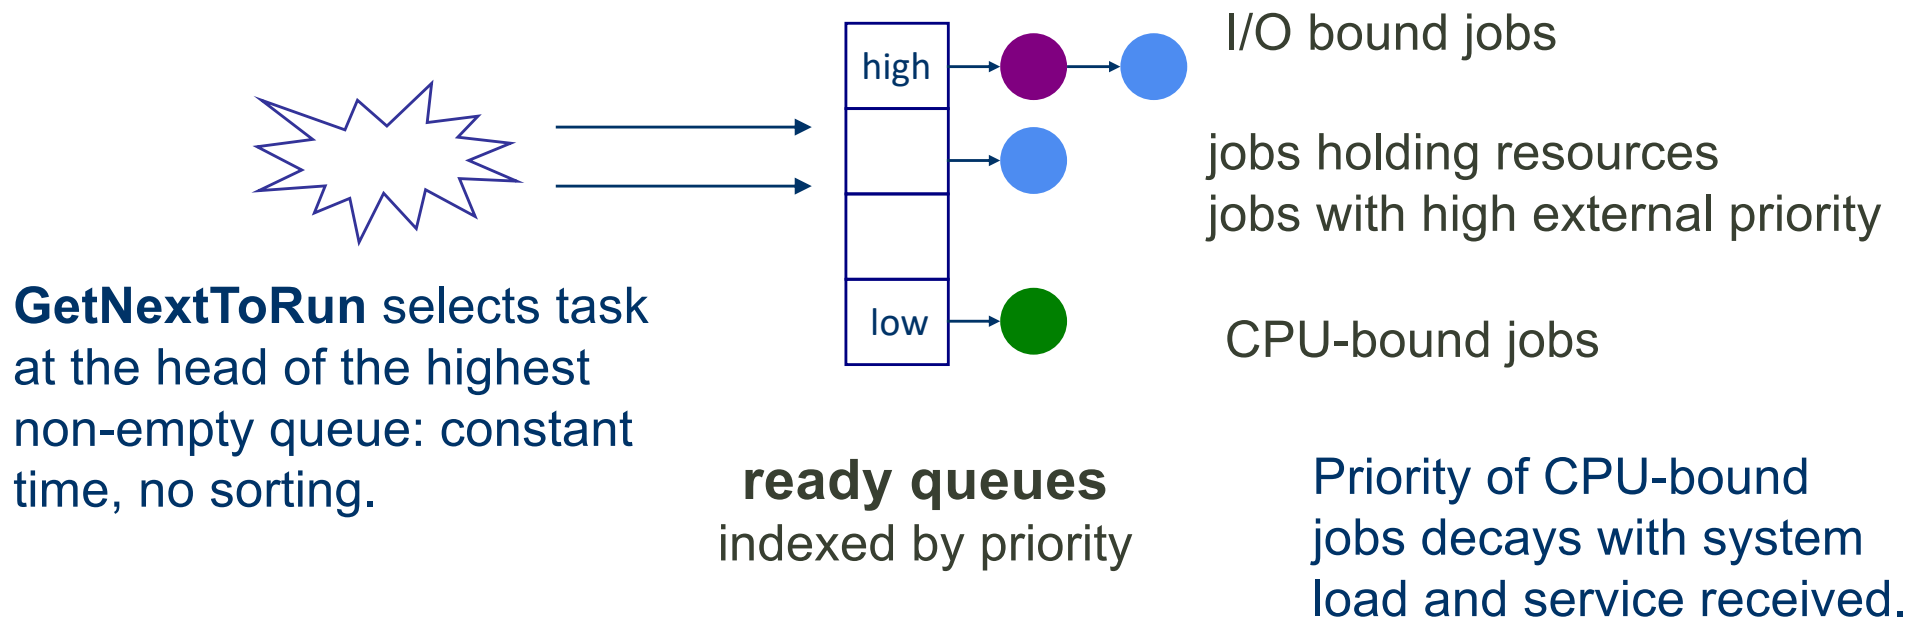 high
I/O bound jobs
jobs holding resources
jobs with high external priority
low
CPU-bound jobs
GetNextToRun selects task
at the head of the highest
non-empty queue: constant
time, no sorting.
ready queues
indexed by priority
Priority of CPU-bound
jobs decays with system
load and service received.